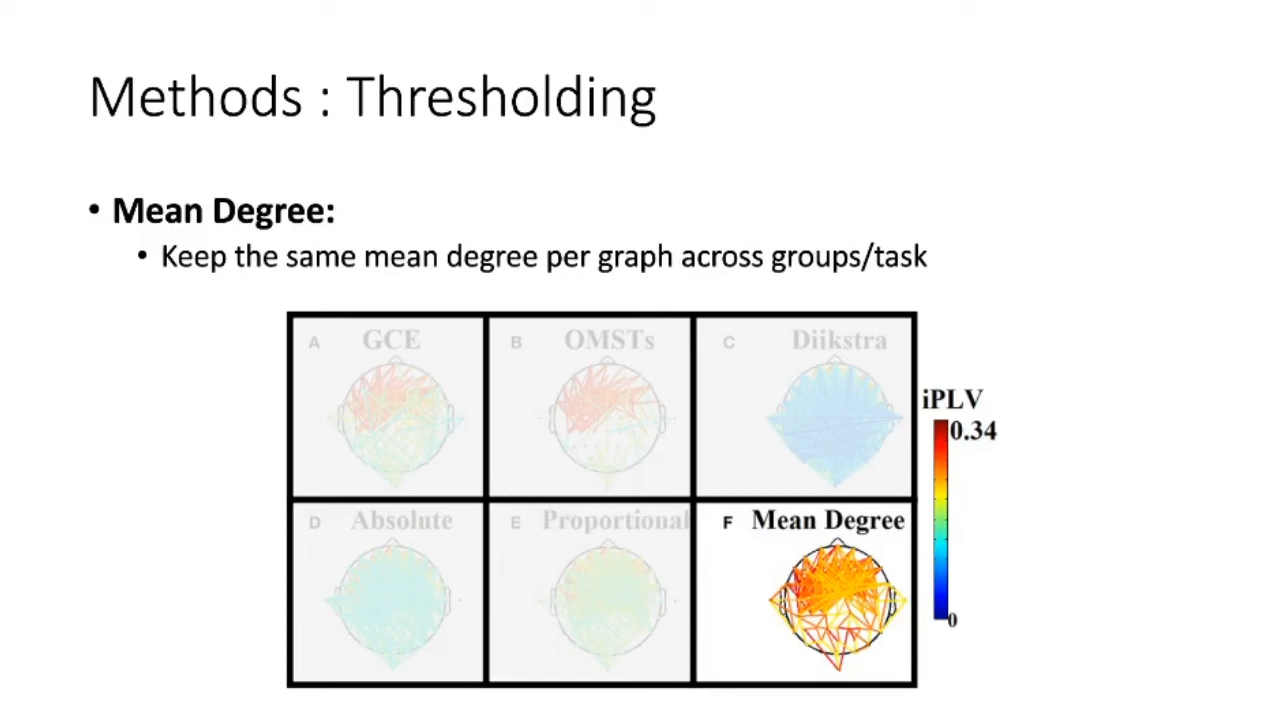 Methods : Thresholding
• Mean Degree:
• Keep the same mean degree per graph across groups/task
A GCE
B OMSTs
C Diikstra
iPLV
0.34
0
D Absolute
E Proportional
F Mean Degree